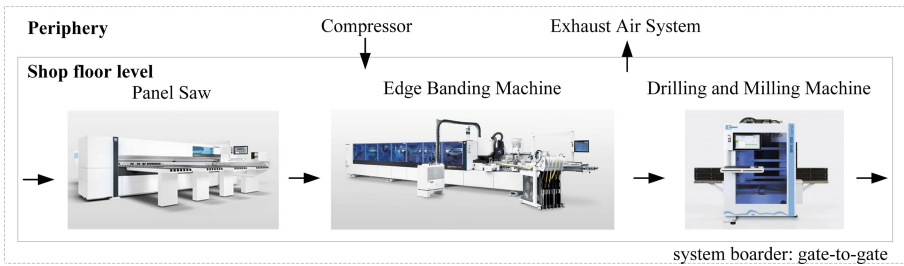 Periphery
Compressor
Exhaust Air System
Shop floor level
Panel Saw
Edge Banding Machine
Drilling and Milling Machine
system boarder: gate-to-gate